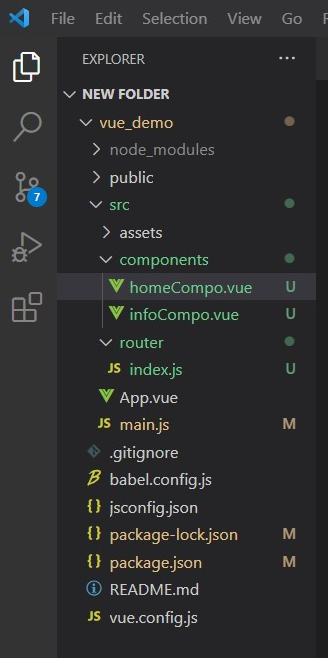 File Edit Selection View Go
EXPLORER ...
NEW FOLDER
vue_demo
node_modules
public
src
assets
components
homeCompo.vue U
infoCompo.vue U
router
JS index.js U
App.vue
JS main.js M
.gitignore
babel.config.js
{} jsconfig.json
{} package-lock.json M
{} package.json M
README.md
JS vue.config.js
7